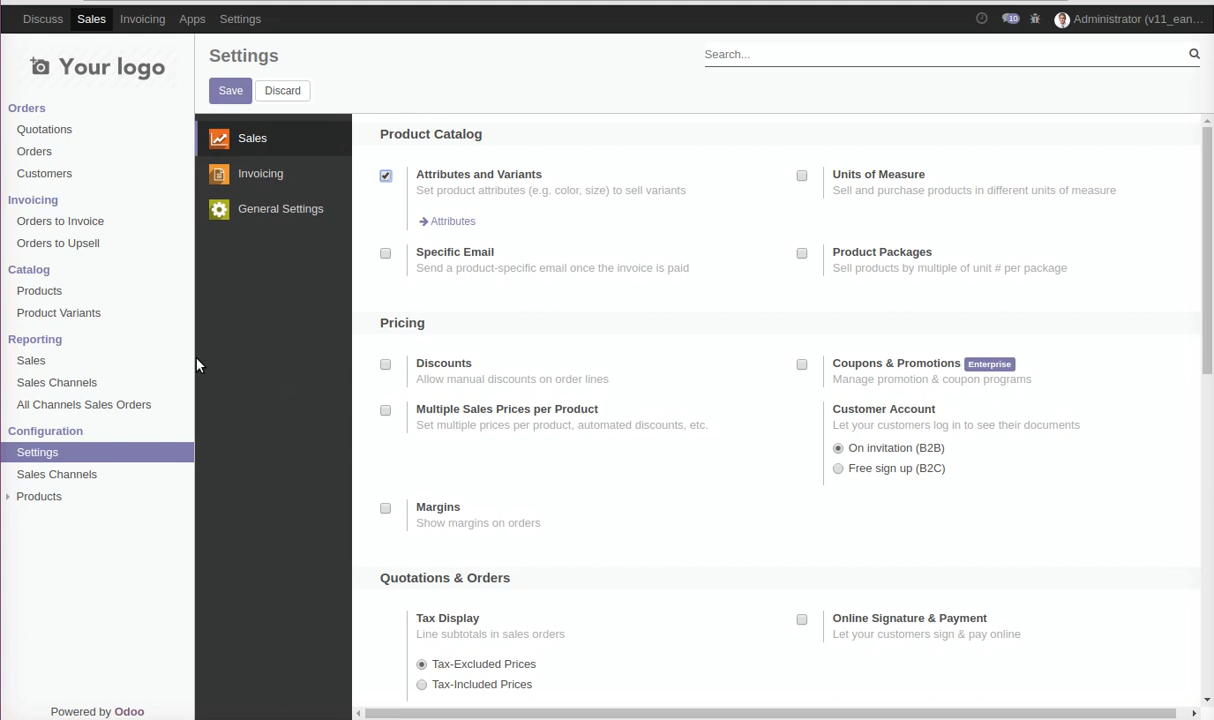 Discuss Sales Invoicing Apps Settings 10 Administrator (v11_ean...
Your logo
Orders
Quotations
Orders
Customers
Invoicing
Orders to Invoice
Orders to Upsell
Catalog
Products
Product Variants
Reporting
Sales
Sales Channels
All Channels Sales Orders
Configuration
Settings
Sales Channels
Products
Powered by Odoo
Settings
Search...
Save Discard
Sales
Invoicing
General Settings
Product Catalog
Attributes and Variants
Set product attributes (e.g. color, size) to sell variants
Attributes
Units of Measure
Sell and purchase products in different units of measure
Specific Email
Send a product-specific email once the invoice is paid
Product Packages
Sell products by multiple of unit # per package
Pricing
Discounts
Allow manual discounts on order lines
Coupons & Promotions Enterprise
Manage promotion & coupon programs
Multiple Sales Prices per Product
Set multiple prices per product, automated discounts, etc.
Customer Account
Let your customers log in to see their documents
On invitation (B2B)
Free sign up (B2C)
Margins
Show margins on orders
Quotations & Orders
Tax Display
Line subtotals in sales orders
Tax-Excluded Prices
Tax-Included Prices
Online Signature & Payment
Let your customers sign & pay online